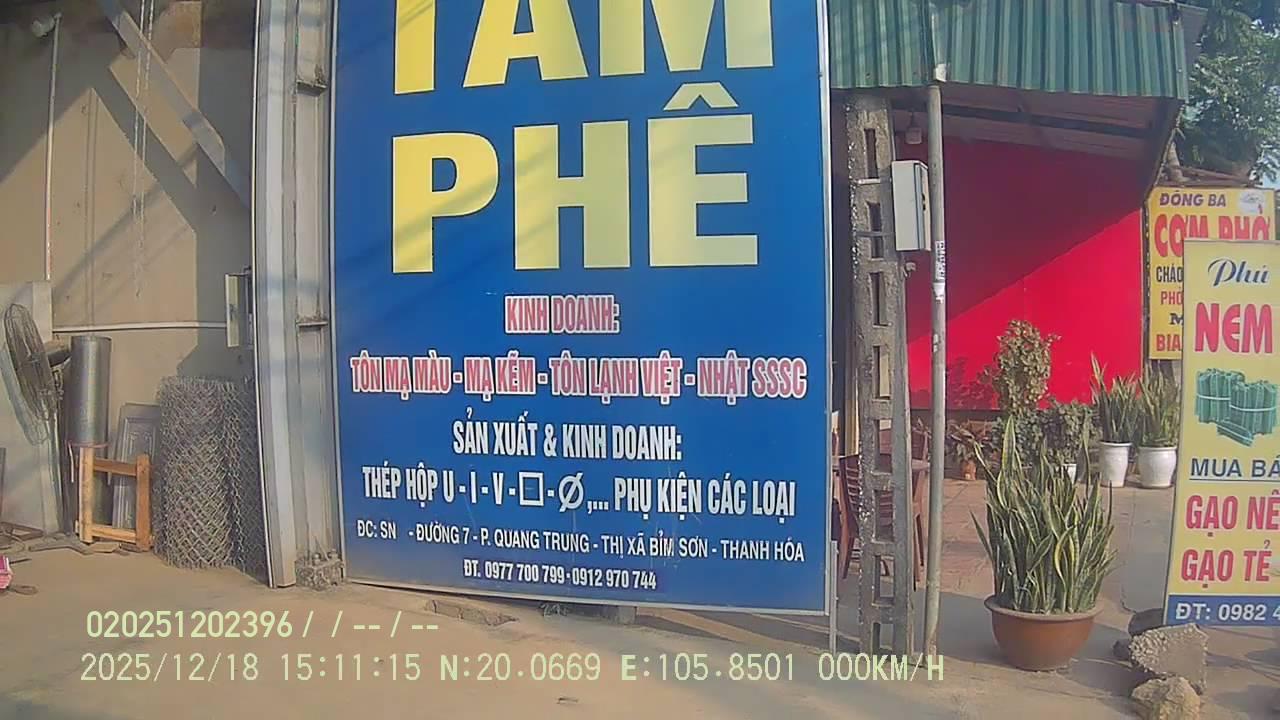 TÁM
PHÊ
KINH DOANH:
TÔN MẠ MÀU - MẠ KẼM - TÔN LẠNH VIỆT - NHẬT SSSC
SẢN XUẤT & KINH DOANH:
THÉP HỘP U - I - V - □ - Ø,... PHỤ KIỆN CÁC LOẠI
ĐC: SN - ĐƯỜNG 7 - P. QUANG TRUNG - THỊ XÃ BỈM SƠN - THANH HÓA
ĐT. 0977 700 799 - 0912 970 744
ĐÔNG BA
CƠM PHỞ
CHÁO
BIA
Phú
NEM
MUA BÁ
GẠO NẾ
GẠO TẺ
ĐT: 0982 4
020251202396 / / -- / --
2025/12/18 15:11:15 N:20.0669 E:105.8501 000KM/H